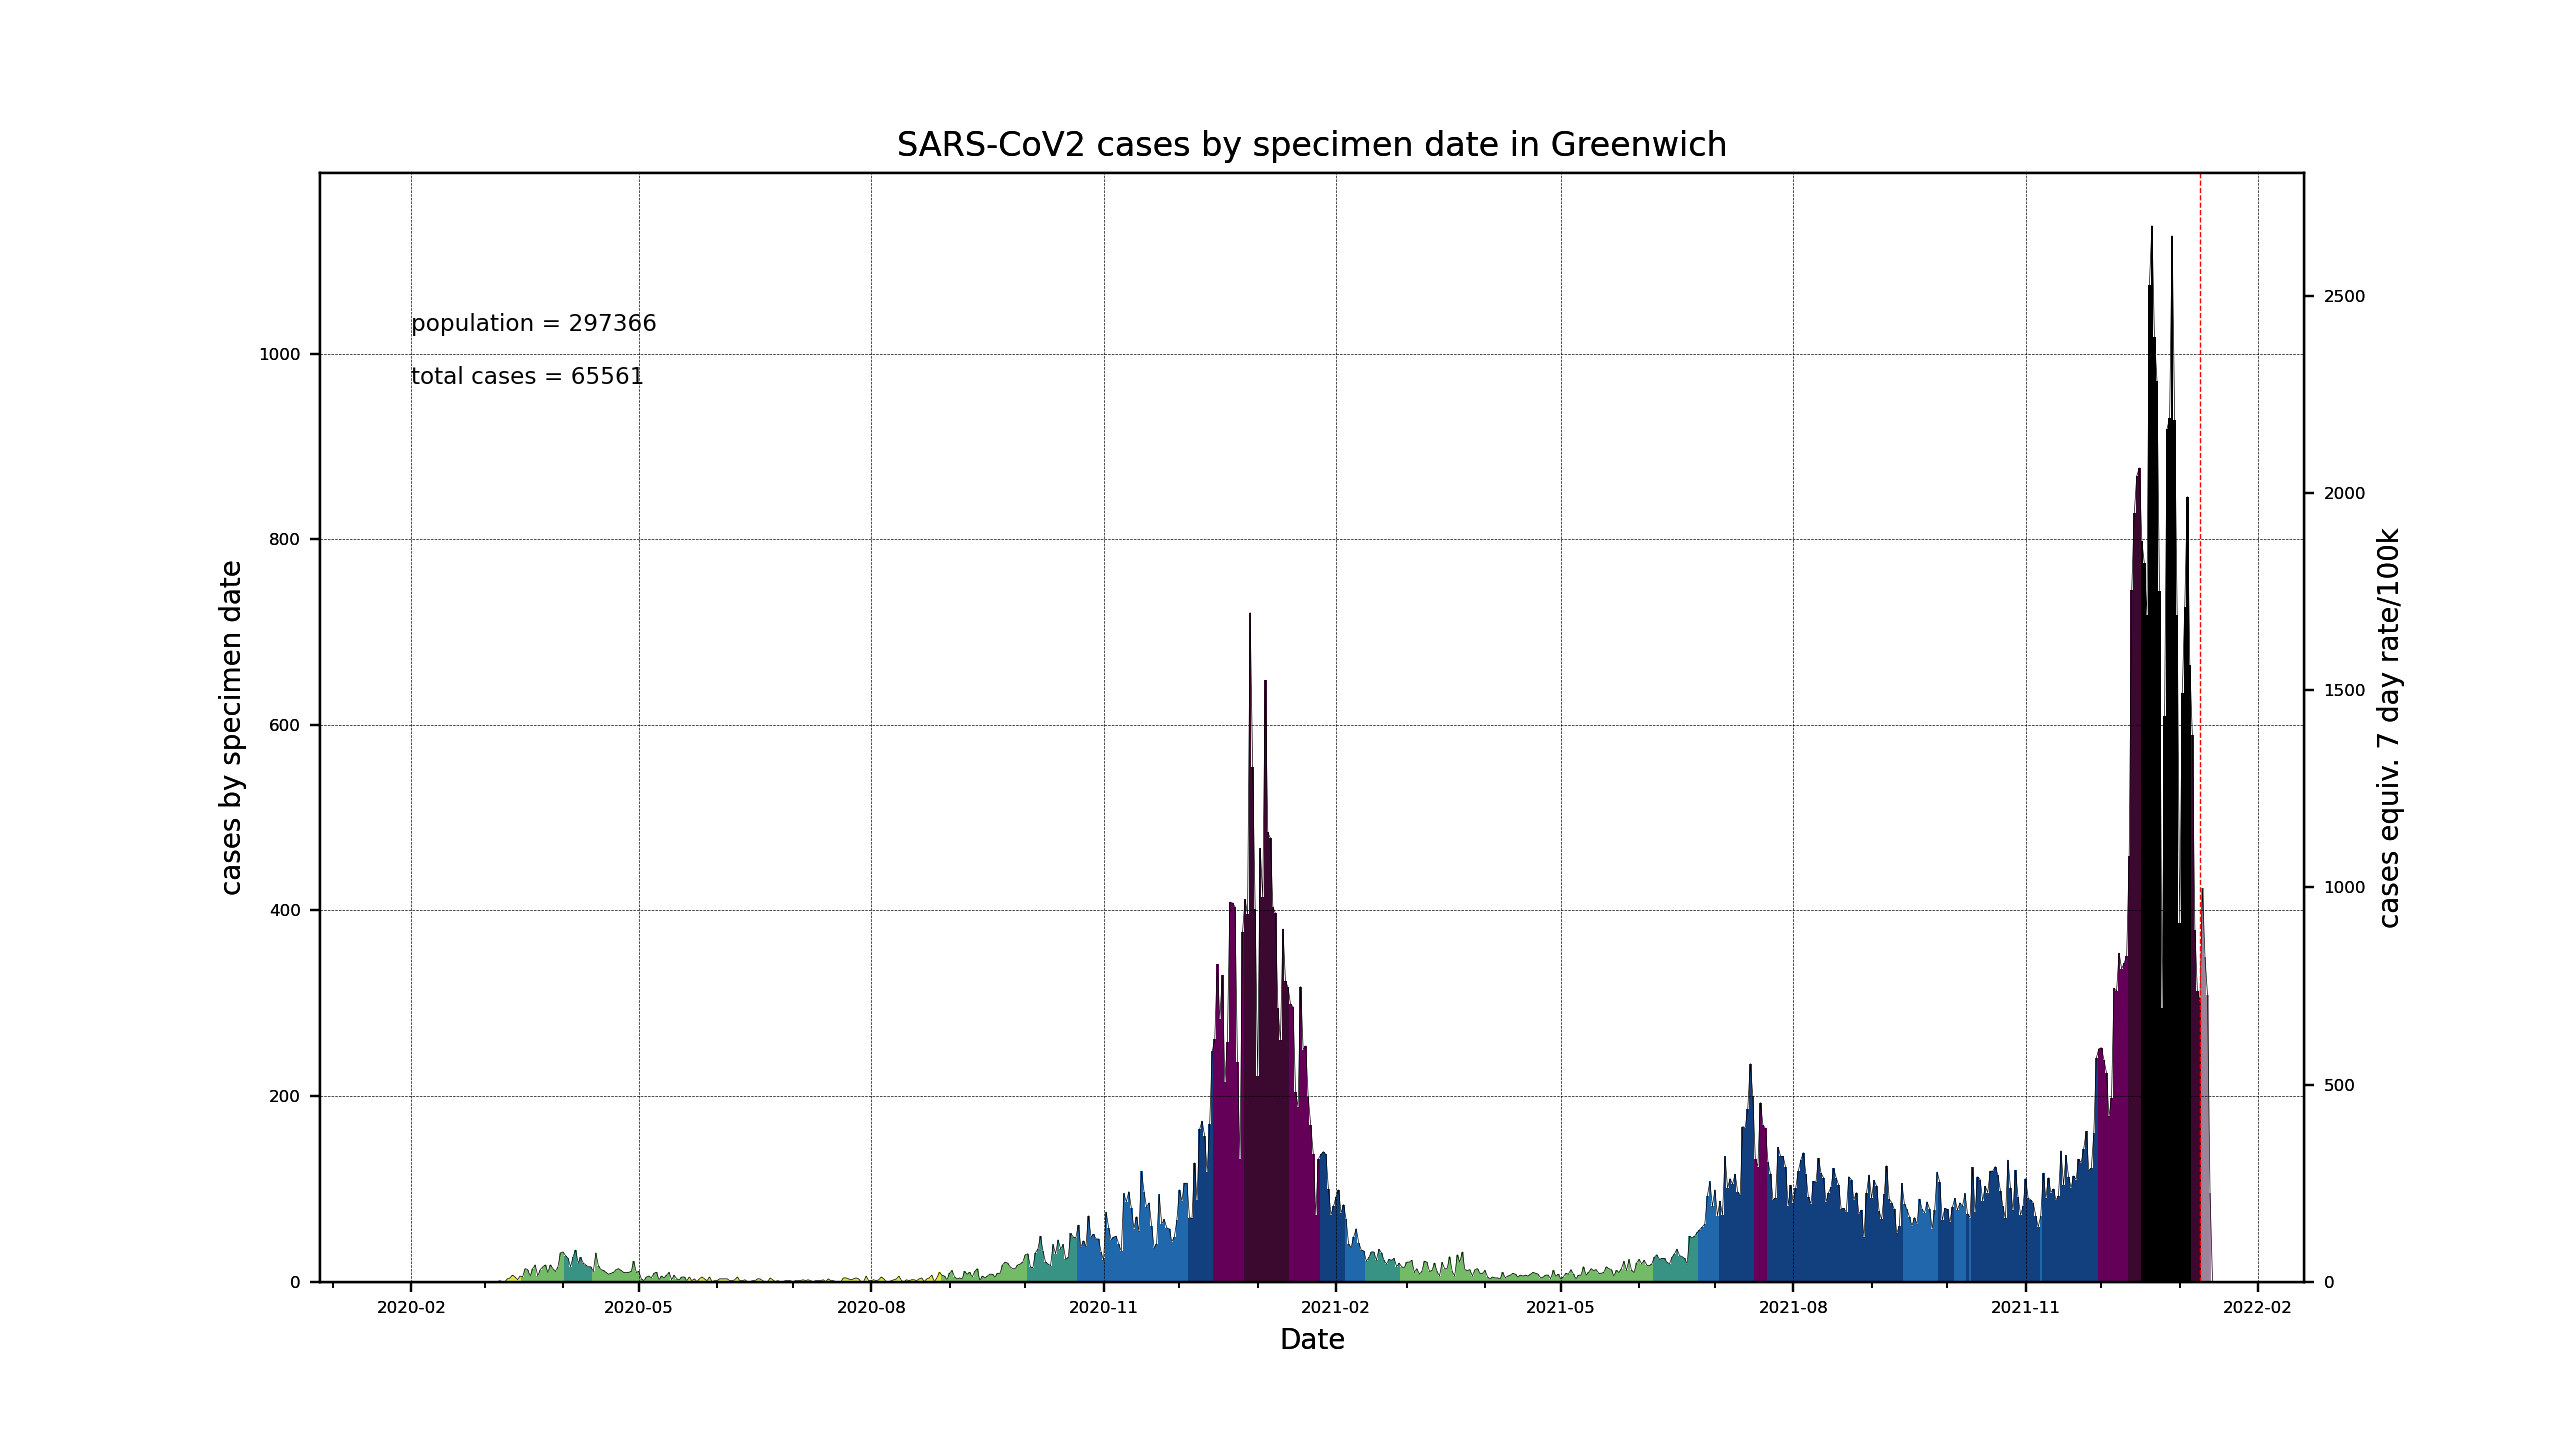 SARS-CoV2 cases by specimen date in Greenwich
population = 297366
total cases = 65561
cases by specimen date
1000
800
600
400
200
0
2500
2000
1500
1000
500
0
cases equiv. 7 day rate/100k
2020-02 2020-05 2020-08 2020-11 2021-02 2021-05 2021-08 2021-11 2022-02
Date